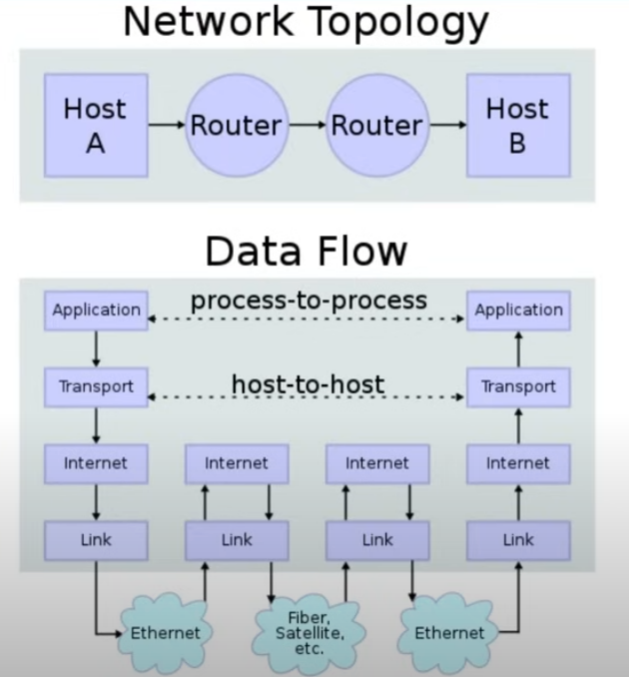 Network Topology
Host
A
Router
Router
Host
B
Data Flow
Application
process-to-process
Application
Transport
host-to-host
Transport
Internet
Internet
Internet
Internet
Link
Link
Link
Link
Ethernet
Fiber,
Satellite,
etc.
Ethernet